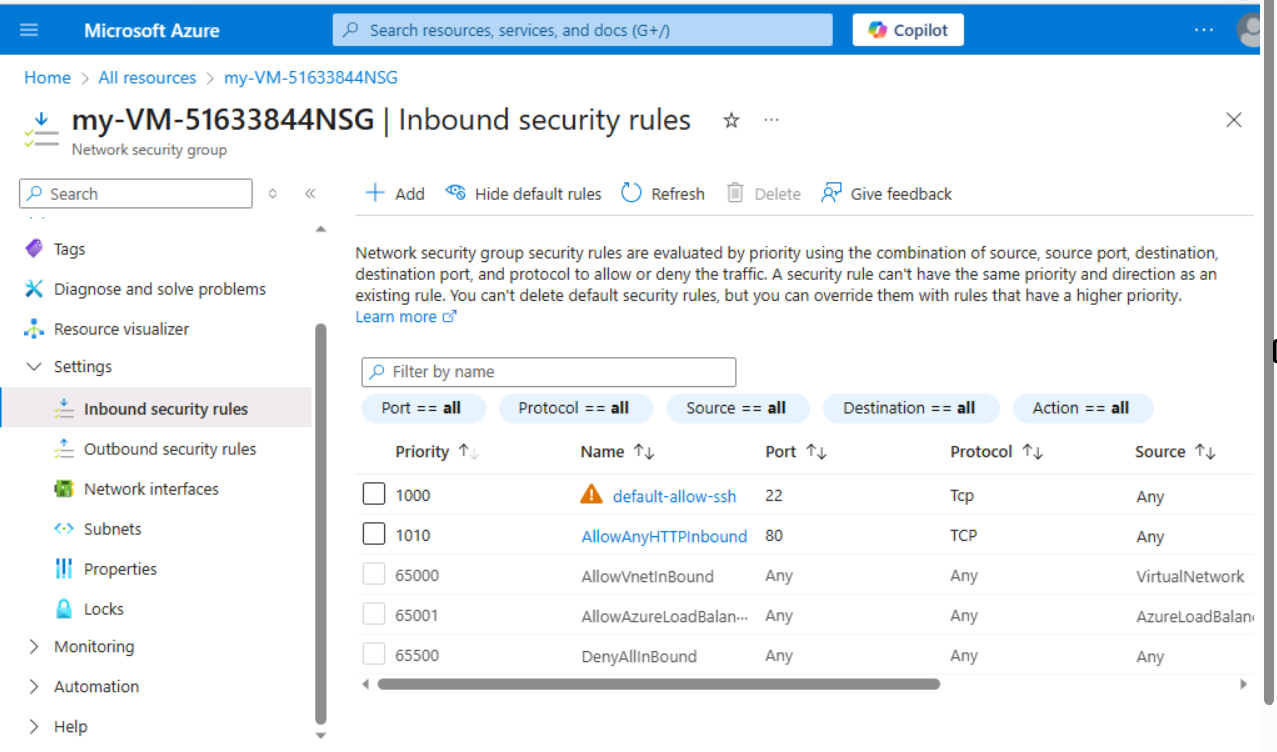 Microsoft Azure
Search resources, services, and docs (G+/)
Copilot
Home > All resources > my-VM-51633844NSG
my-VM-51633844NSG | Inbound security rules
Network security group
Search
Add Hide default rules Refresh Delete Give feedback
Tags
Diagnose and solve problems
Resource visualizer
Settings
Inbound security rules
Outbound security rules
Network interfaces
Subnets
Properties
Locks
Monitoring
Automation
Help
Network security group security rules are evaluated by priority using the combination of source, source port, destination,
destination port, and protocol to allow or deny the traffic. A security rule can't have the same priority and direction as an
existing rule. You can't delete default security rules, but you can override them with rules that have a higher priority.
Learn more
Filter by name
Port == all Protocol == all Source == all Destination == all Action == all
Priority Name Port Protocol Source
1000 default-allow-ssh 22 Tcp Any
1010 AllowAnyHTTPInbound 80 TCP Any
65000 AllowVnetInBound Any Any VirtualNetwork
65001 AllowAzureLoadBalan··· Any Any AzureLoadBalan
65500 DenyAllInBound Any Any Any